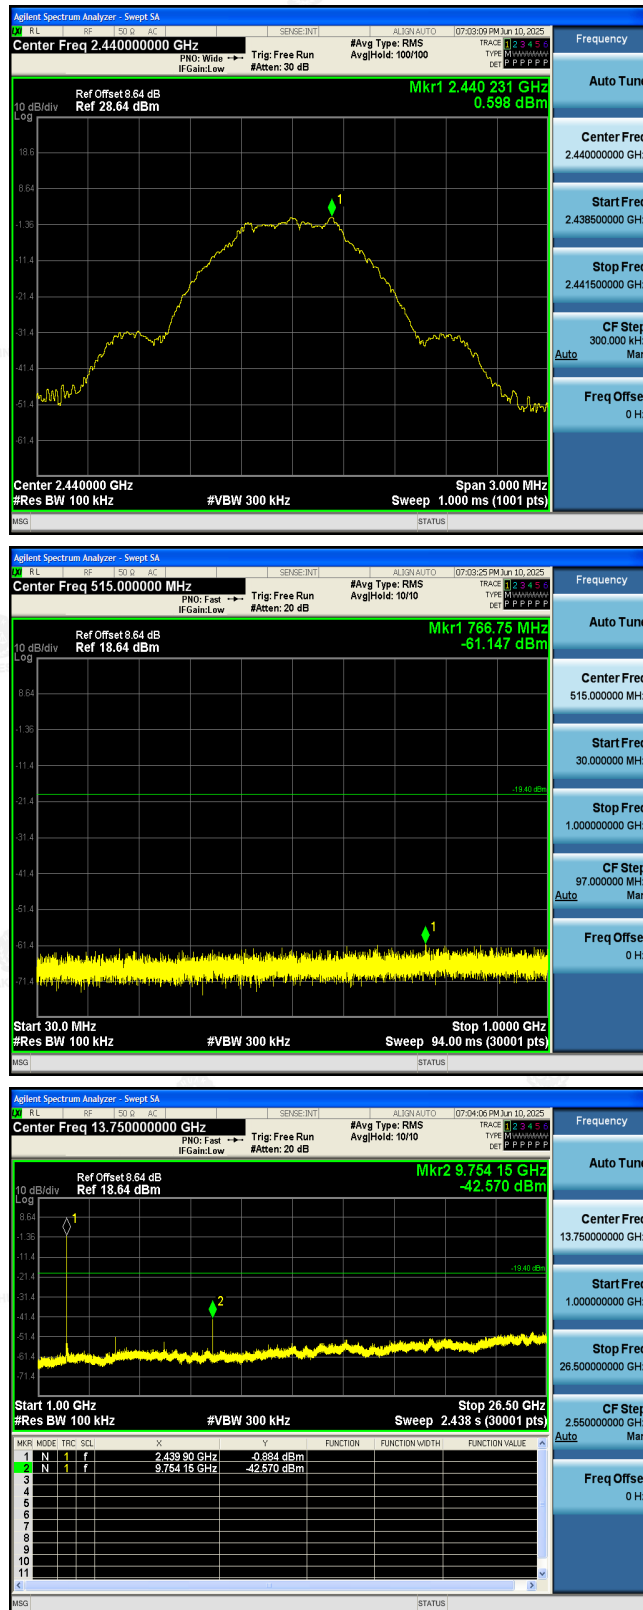 Agilent Spectrum Analyzer - Swept SA
LXI RL RF 50 Ω AC SENSE:INT ALIGNAUTO 07:03:09 PM Jun 10, 2025
Center Freq 2.440000000 GHz #Avg Type: RMS TRACE 1 2 3 4 5 6
PNO: Wide Trig: Free Run Avg|Hold: 100/100 TYPE M WWWWW
IFGain:Low #Atten: 30 dB DET P P P P P P
Mkr1 2.440 231 GHz
Ref Offset 8.64 dB
10 dB/div Ref 28.64 dBm 0.598 dBm
Log
18.6
8.64
-1.36
-11.4
-21.4
-31.4
-41.4
-51.4
-61.4
1
Center 2.440000 GHz Span 3.000 MHz
#Res BW 100 kHz #VBW 300 kHz Sweep 1.000 ms (1001 pts)
MSG STATUS
Frequency
Auto Tune
Center Freq
2.440000000 GHz
Start Freq
2.438500000 GHz
Stop Freq
2.441500000 GHz
CF Step
300.000 kHz
Auto Man
Freq Offset
0 Hz
Agilent Spectrum Analyzer - Swept SA
LXI RL RF 50 Ω AC SENSE:INT ALIGNAUTO 07:03:25 PM Jun 10, 2025
Center Freq 515.000000 MHz #Avg Type: RMS TRACE 1 2 3 4 5 6
PNO: Fast Trig: Free Run Avg|Hold: 10/10 TYPE M WWWWW
IFGain:Low #Atten: 20 dB DET P P P P P P
Mkr1 766.75 MHz
Ref Offset 8.64 dB
10 dB/div Ref 18.64 dBm -61.147 dBm
Log
8.64
-1.36
-11.4
-19.40 dBm
-21.4
-31.4
-41.4
-51.4
-61.4
-71.4
1
Start 30.0 MHz Stop 1.0000 GHz
#Res BW 100 kHz #VBW 300 kHz Sweep 94.00 ms (30001 pts)
MSG STATUS
Frequency
Auto Tune
Center Freq
515.000000 MHz
Start Freq
30.000000 MHz
Stop Freq
1.000000000 GHz
CF Step
97.000000 MHz
Auto Man
Freq Offset
0 Hz
Agilent Spectrum Analyzer - Swept SA
LXI RL RF 50 Ω AC SENSE:INT ALIGNAUTO 07:04:06 PM Jun 10, 2025
Center Freq 13.750000000 GHz #Avg Type: RMS TRACE 1 2 3 4 5 6
PNO: Fast Trig: Free Run Avg|Hold: 10/10 TYPE M WWWWW
IFGain:Low #Atten: 20 dB DET P P P P P P
Mkr2 9.754 15 GHz
Ref Offset 8.64 dB
10 dB/div Ref 18.64 dBm -42.570 dBm
Log
8.64
-1.36
-11.4
-19.40 dBm
-21.4
-31.4
-41.4
-51.4
-61.4
-71.4
1
2
Start 1.00 GHz Stop 26.50 GHz
#Res BW 100 kHz #VBW 300 kHz Sweep 2.438 s (30001 pts)
MKR MODE TRC SCL X Y FUNCTION FUNCTION WIDTH FUNCTION VALUE
1 N 1 f 2.439 90 GHz -0.884 dBm
2 N 1 f 9.754 15 GHz -42.570 dBm
3
4
5
6
7
8
9
10
11
MSG STATUS
Frequency
Auto Tune
Center Freq
13.750000000 GHz
Start Freq
1.000000000 GHz
Stop Freq
26.500000000 GHz
CF Step
2.550000000 GHz
Auto Man
Freq Offset
0 Hz